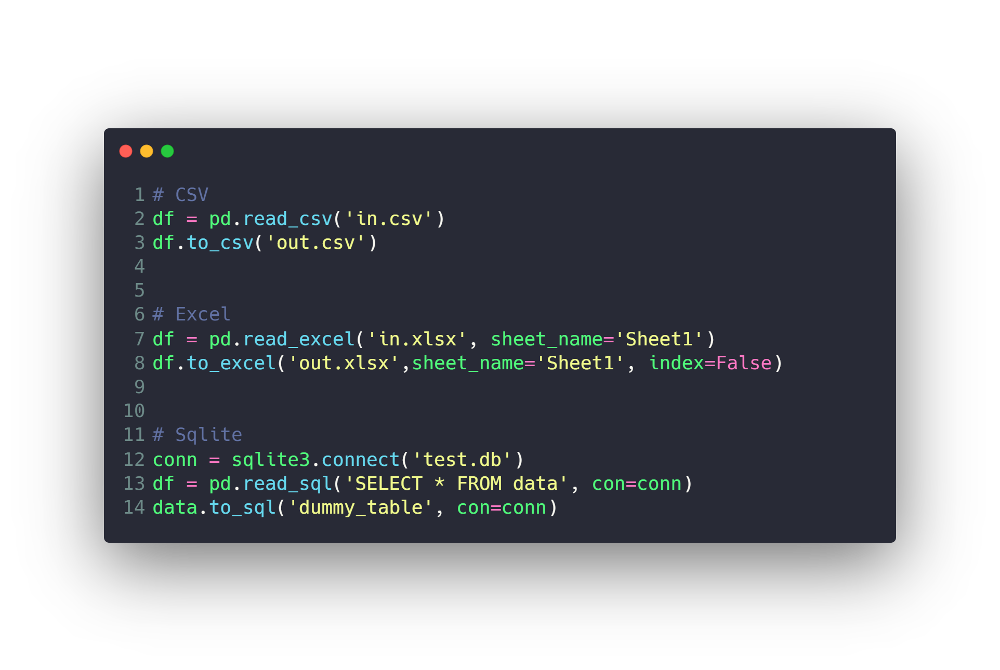 1 # CSV
2 df = pd.read_csv('in.csv')
3 df.to_csv('out.csv')
4
5
6 # Excel
7 df = pd.read_excel('in.xlsx', sheet_name='Sheet1')
8 df.to_excel('out.xlsx',sheet_name='Sheet1', index=False)
9
10
11 # Sqlite
12 conn = sqlite3.connect('test.db')
13 df = pd.read_sql('SELECT * FROM data', con=conn)
14 data.to_sql('dummy_table', con=conn)